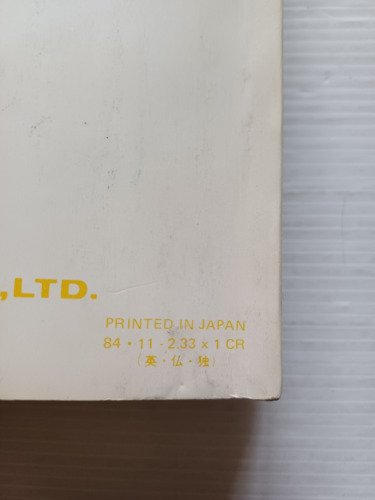 ,LTD.
PRINTED IN JAPAN
84・11 - 2.33 x 1 CR
(英・仏・独)